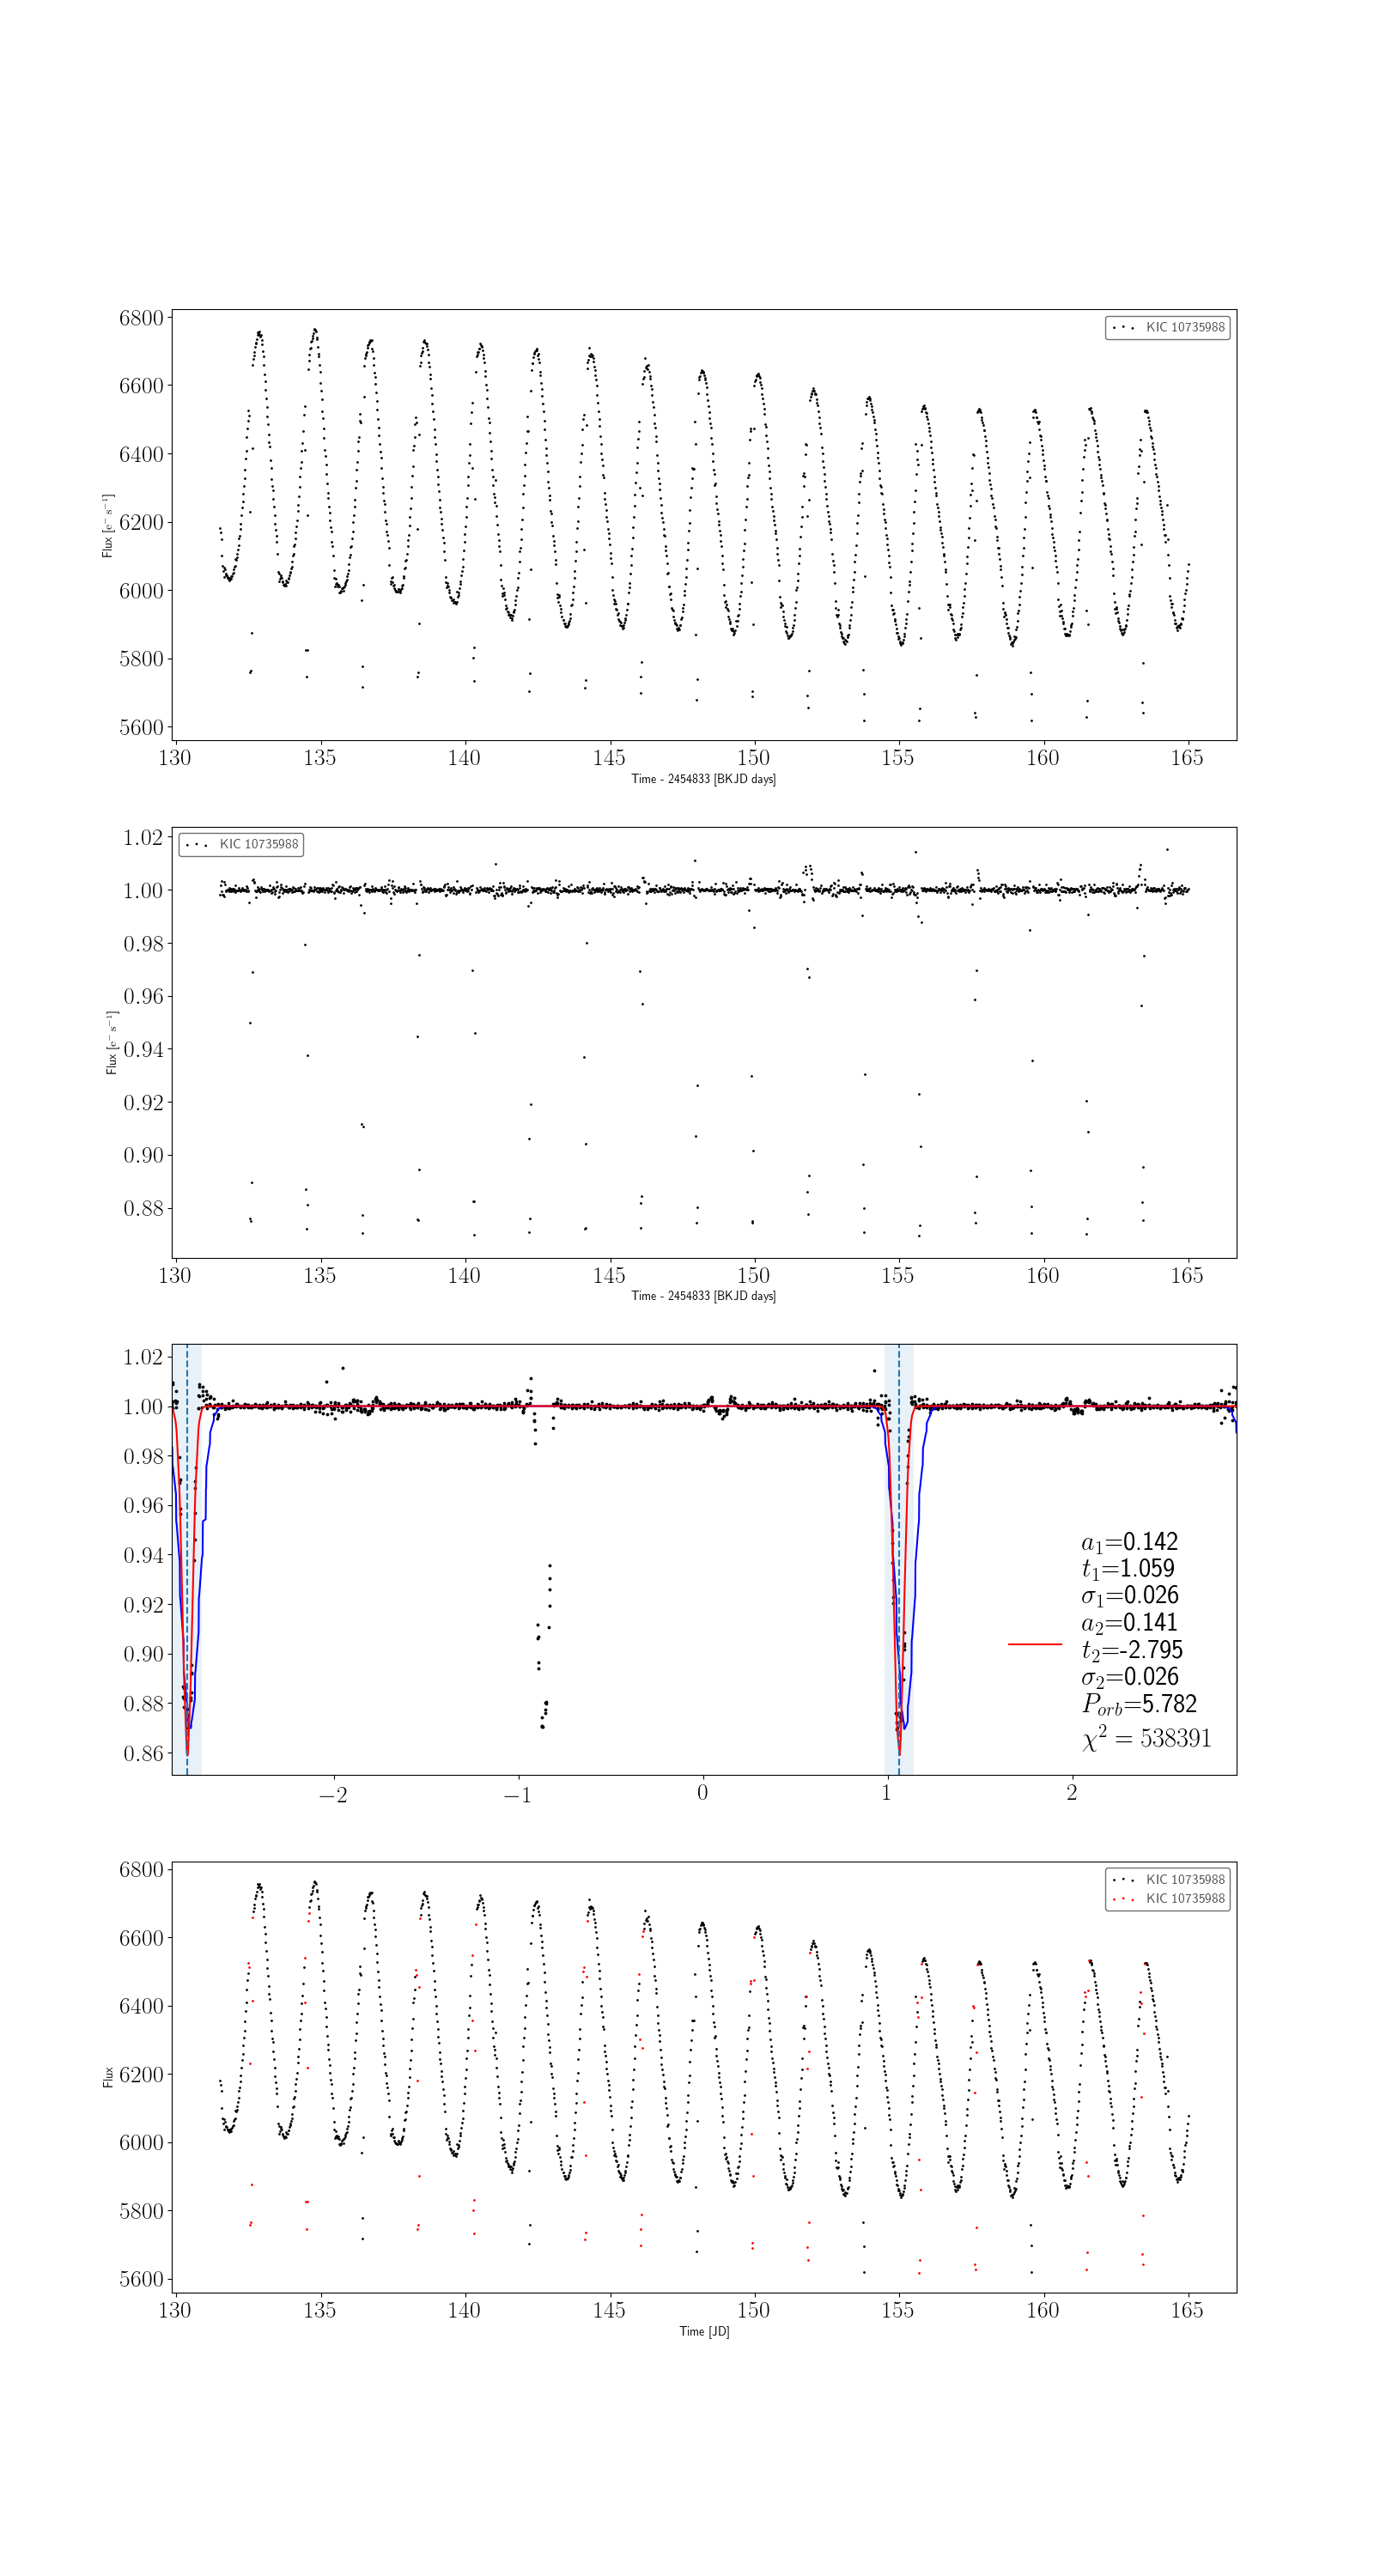 6800
6600
6400
6200
6000
5800
5600
Flux [e⁻ s⁻¹]
KIC 10735988
130 135 140 145 150 155 160 165
Time - 2454833 [BKJD days]
1.02
1.00
0.98
0.96
0.94
0.92
0.90
0.88
Flux [e⁻ s⁻¹]
KIC 10735988
130 135 140 145 150 155 160 165
Time - 2454833 [BKJD days]
1.02
1.00
0.98
0.96
0.94
0.92
0.90
0.88
0.86
a₁=0.142
t₁=1.059
σ₁=0.026
a₂=0.141
t₂=-2.795
σ₂=0.026
P_orb=5.782
χ² = 538391
−2 −1 0 1 2
6800
6600
6400
6200
6000
5800
5600
Flux
KIC 10735988
KIC 10735988
130 135 140 145 150 155 160 165
Time [JD]